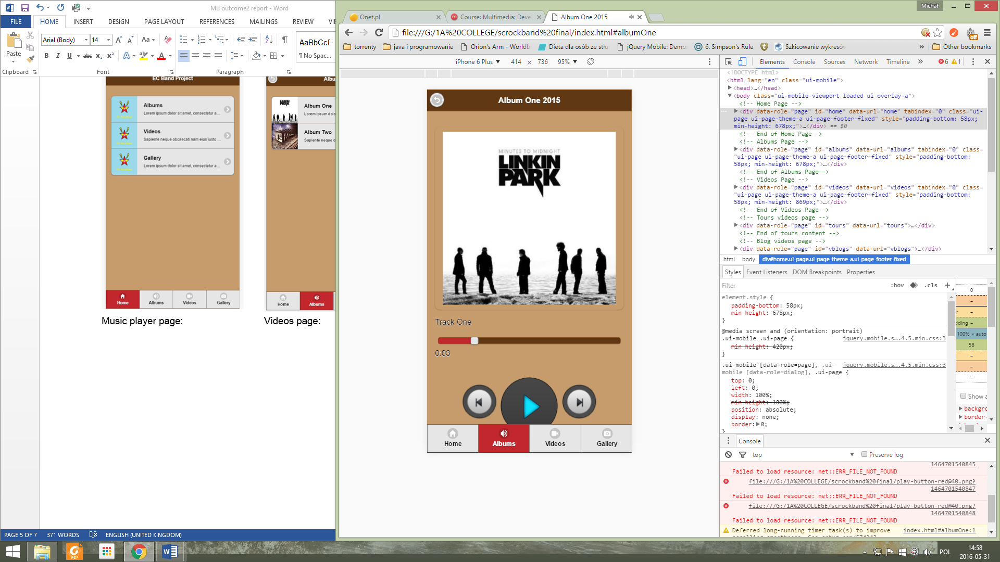 MB outcome2 report - Word
FILE HOME INSERT DESIGN PAGE LAYOUT REFERENCES MAILINGS REVIEW
Arial (Body) 14
Paste
Clipboard Font Paragraph
¶ No Spac...
EC Band Project
Albums
Lorem ipsum dolor sit amet, consectetur a...
Videos
Sapiente neque obcaecati nam eius iusto ...
Gallery
Lorem ipsum dolor sit amet, consectetur a...
Home Albums Videos Gallery
Album One
Album Two
Home Albums
Music player page:
Videos page:
PAGE 5 OF 7 371 WORDS ENGLISH (UNITED KINGDOM)
Michał
Onet.pl
Course: Multimedia: Deve
Album One 2015
file:///G:/1A%20COLLEGE/scrockband%20final/index.html#albumOne
torrenty
java i programowanie
Orion's Arm - Worldb
Dieta dla osób ze stłu
jQuery Mobile: Demos
6. Simpson's Rule
Szkicowanie wykresów
»
Other bookmarks
iPhone 6 Plus ▼ 414 × 736 95% ▼
Album One 2015
MINUTES TO MIDNIGHT
LINKIN
PARK
Track One
0:03
Home Albums Videos Gallery
Elements Console Sources Network Timeline » 6 1
<!DOCTYPE html>
<html lang="en" class="ui-mobile">
<head>…</head>
<body class="ui-mobile-viewport loaded ui-overlay-a">
<!-- Home Page -->
<div data-role="page" id="home" data-url="home" tabindex="0" class="ui-
page ui-page-theme-a ui-page-footer-fixed" style="padding-bottom: 58px;
min-height: 678px;">…</div> == $0
<!-- End of Home Page-->
<!-- Albums Page -->
<div data-role="page" id="albums" data-url="albums" tabindex="0" class=
"ui-page ui-page-theme-a ui-page-footer-fixed" style="padding-bottom:
58px; min-height: 678px;">…</div>
<!-- End of Albums Page-->
<!-- Videos Page -->
<div data-role="page" id="videos" data-url="videos" tabindex="0" class=
"ui-page ui-page-theme-a ui-page-footer-fixed" style="padding-bottom:
58px; min-height: 869px;">…</div>
<!-- End of Videos Page-->
<!-- Tours videos page -->
<div data-role="page" id="tours" data-url="tours">…</div>
<!-- End of tours content -->
<!-- Blog videos page -->
<div data-role="page" id="vblogs" data-url="vblogs">…</div>
html body div#home.ui-page.ui-page-theme-a.ui-page-footer-fixed
Styles Event Listeners DOM Breakpoints Properties
Filter :hov .cls +
element.style {
padding-bottom: 58px;
min-height: 678px;
}
@media screen and (orientation: portrait)
.ui-mobile .ui-page { jquery.mobile.s….4.5.min.css:3
min-height: 420px;
}
.ui-mobile [data-role=page], .ui- jquery.mobile.s….4.5.min.css:3
mobile [data-role=dialog], .ui-page {
top: 0;
left: 0;
width: 100%;
min-height: 100%;
position: absolute;
display: none;
border: 0;
}
0
100% × auto
58
Show a
Console
top Preserve log
1464701540845
Failed to load resource: net::ERR_FILE_NOT_FOUND
file:///G:/1A%20COLLEGE/scrockband%20final/play-button-red@40.png?
1464701540847
Failed to load resource: net::ERR_FILE_NOT_FOUND
file:///G:/1A%20COLLEGE/scrockband%20final/play-button-red@40.png?
1464701540848
Failed to load resource: net::ERR_FILE_NOT_FOUND
Deferred long-running timer task(s) to improve index.html#albumOne:1
POL
14:58
2016-05-31